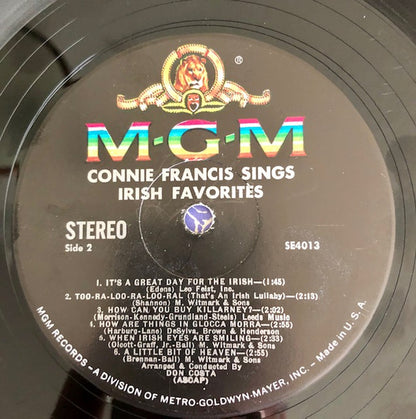 ®
M·G·M
CONNIE FRANCIS SINGS
IRISH FAVORITES
STEREO
Side 2
SE4013
1. IT'S A GREAT DAY FOR THE IRISH—(1:45)
(Edens) Leo Feist, Inc.
2. TOO-RA-LOO-RA-LOO-RAL (That's An Irish Lullaby)—(2:13)
(Shannon) M. Witmark & Sons
3. HOW CAN YOU BUY KILLARNEY?—(2:02)
(Morrison-Kennedy-Grandland-Steels) Leeds Music
4. HOW ARE THINGS IN GLOCCA MORRA—(2:55)
(Harburg-Lane) DeSylva, Brown & Henderson
5. WHEN IRISH EYES ARE SMILING—(2:33)
(Olcott-Graff, Jr.-Ball) M. Witmark & Sons
6. A LITTLE BIT OF HEAVEN—(2:55)
(Brennan-Ball) M. Witmark & Sons
Arranged & Conducted By
DON COSTA
(ASCAP)
MGM RECORDS - A DIVISION OF METRO-GOLDWYN-MAYER, INC. - Made in U.S.A.